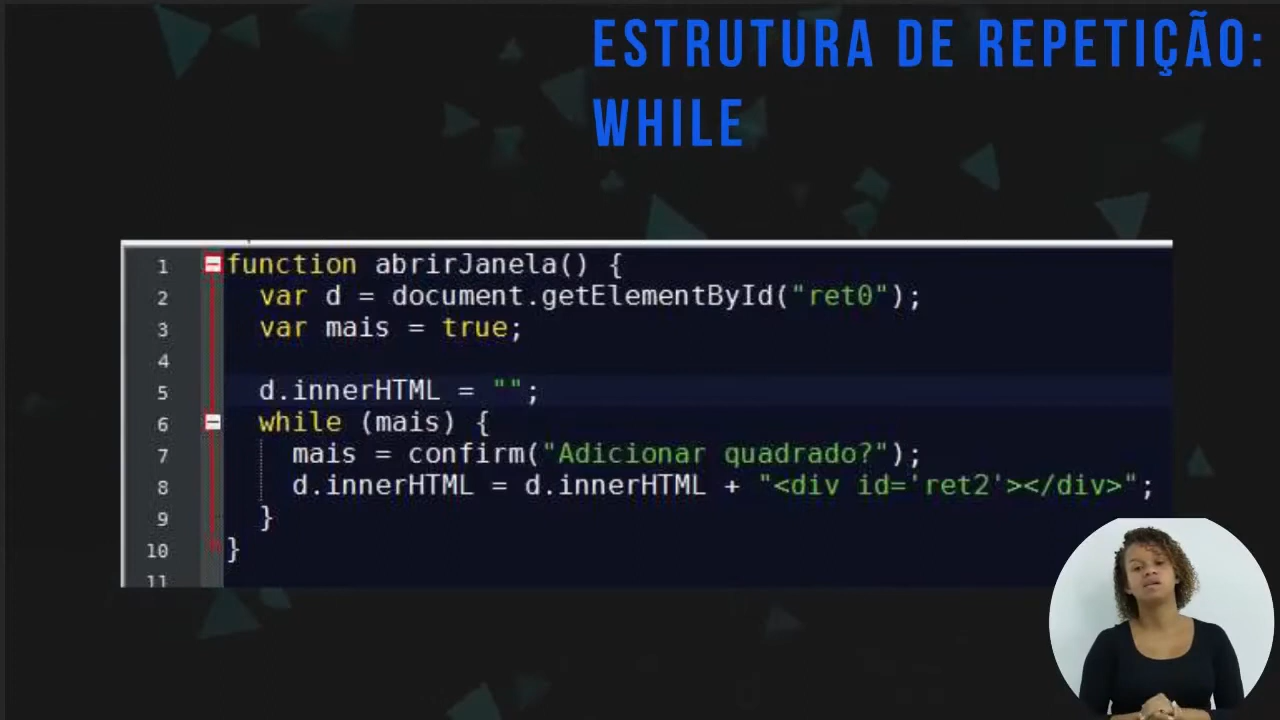 ESTRUTURA DE REPETIÇÃO:
WHILE
1 function abrirJanela() {
2 var d = document.getElementById("ret0");
3 var mais = true;
4
5 d.innerHTML = "";
6 while (mais) {
7 mais = confirm("Adicionar quadrado?");
8 d.innerHTML = d.innerHTML + "<div id='ret2'></div>";
9 }
10 }
11